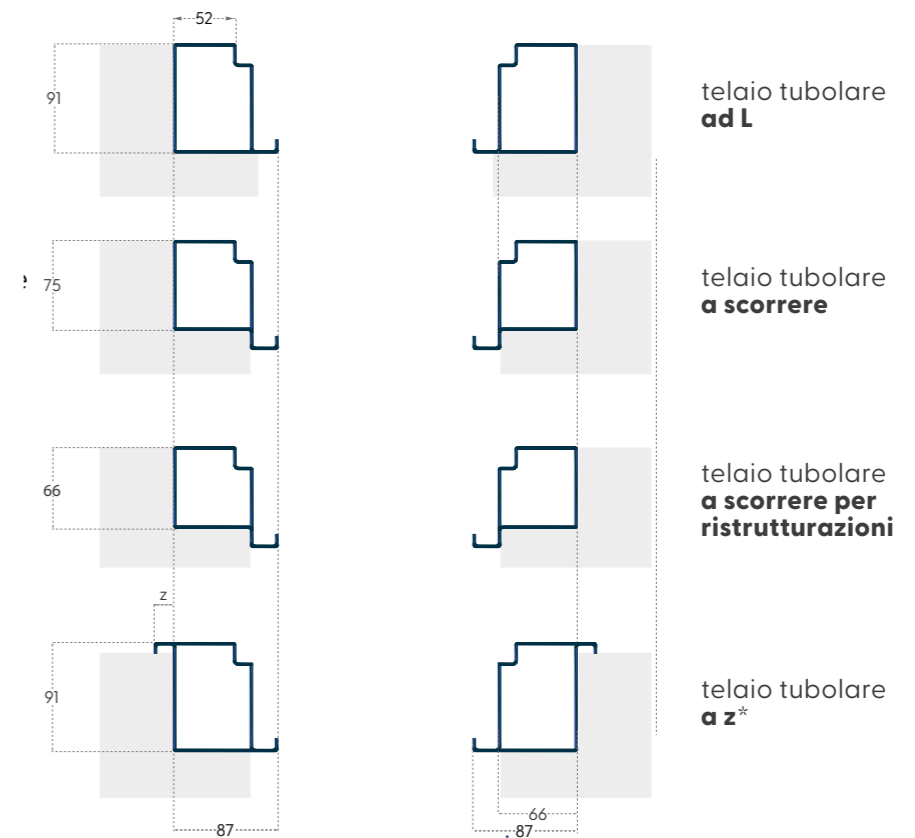 52
91
telaio tubolare
ad L
75
telaio tubolare
a scorrere
66
telaio tubolare
a scorrere per
ristrutturazioni
z
91
telaio tubolare
a z*
87
66
87